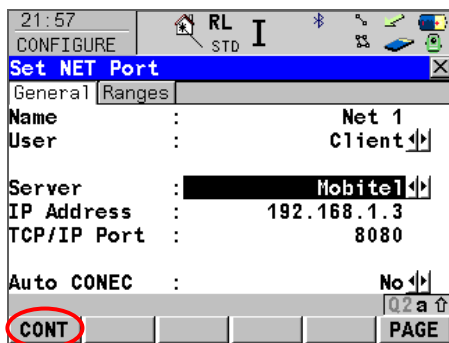 21:57 RL
CONFIGURE STD I
Set NET Port
General Ranges
Name : Net 1
User : Client
Server : Mobitel
IP Address : 192.168.1.3
TCP/IP Port : 8080
Auto CONEC : No
Q2 a
CONT PAGE